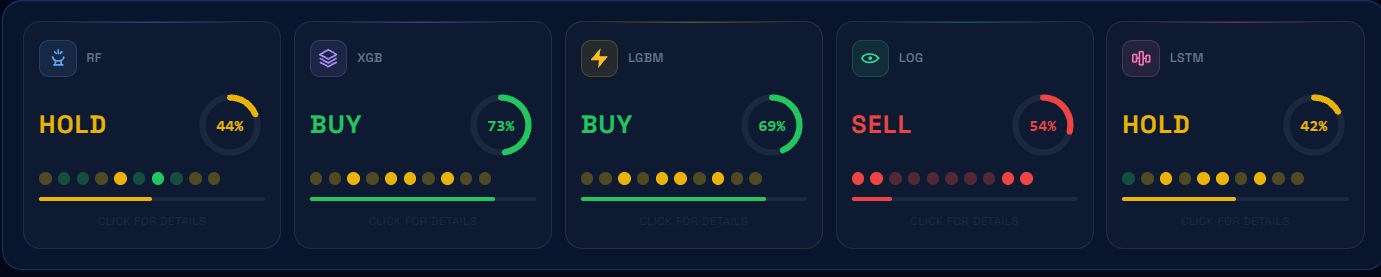 RF
HOLD
44%
CLICK FOR DETAILS
XGB
BUY
73%
CLICK FOR DETAILS
LGBM
BUY
69%
CLICK FOR DETAILS
LOG
SELL
54%
CLICK FOR DETAILS
LSTM
HOLD
42%
CLICK FOR DETAILS